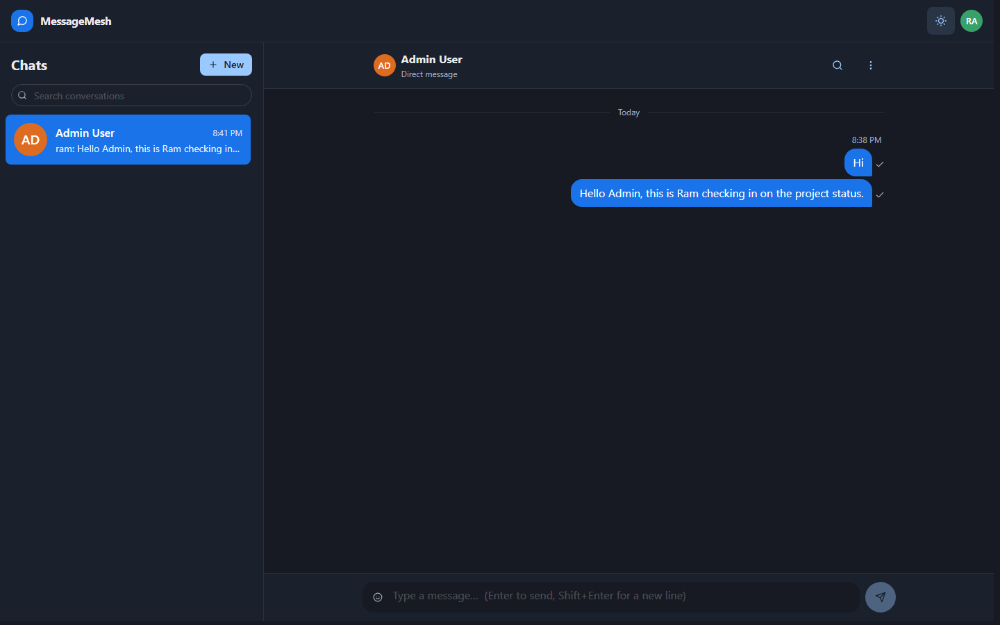 MessageMesh
RA
Chats
New
Search conversations
AD
Admin User
8:41 PM
ram: Hello Admin, this is Ram checking in...
AD
Admin User
Direct message
Today
8:38 PM
Hi
Hello Admin, this is Ram checking in on the project status.
Type a message... (Enter to send, Shift+Enter for a new line)